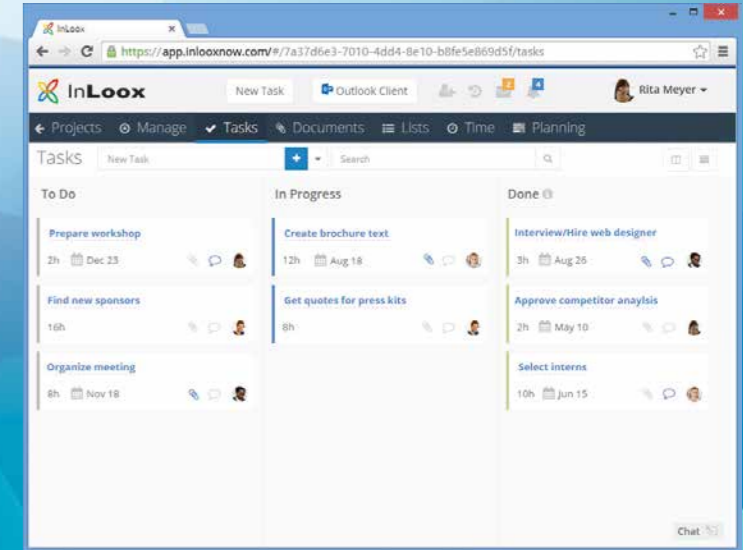 InLoox
https://app.inlooxnow.com/#/7a37d6e3-7010-4dd4-8e10-b8fe5e869d5f/tasks
InLoox
New Task
Outlook Client
2
4
Rita Meyer
Projects
Manage
Tasks
Documents
Lists
Time
Planning
Tasks
New Task
Search
To Do
In Progress
Done
Prepare workshop
2h Dec 23
Create brochure text
12h Aug 18
Interview/Hire web designer
3h Aug 26
Find new sponsors
16h
Get quotes for press kits
8h
Approve competitor anaylsis
2h May 10
Organize meeting
8h Nov 18
Select interns
10h Jun 15
Chat